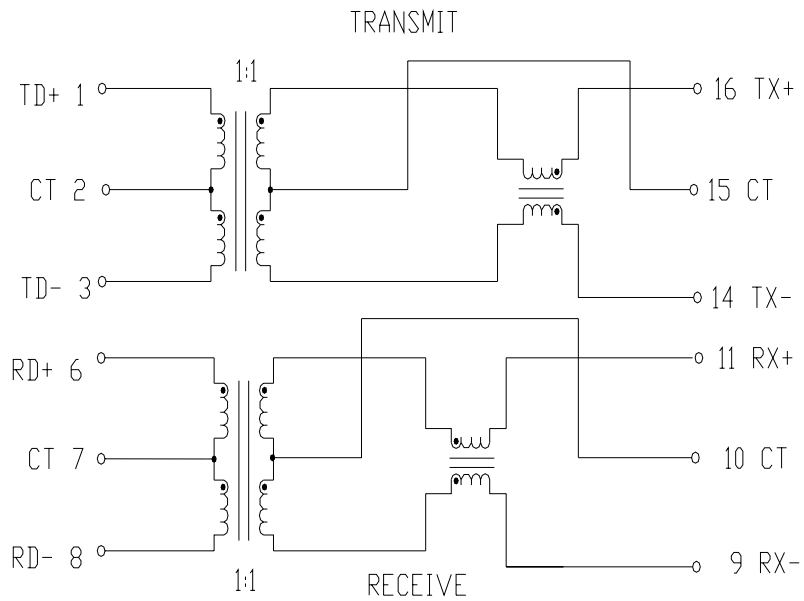 TRANSMIT
1:1
TD+ 1
16 TX+
CT 2
15 CT
TD- 3
14 TX-
RD+ 6
11 RX+
CT 7
10 CT
RD- 8
9 RX-
1:1
RECEIVE